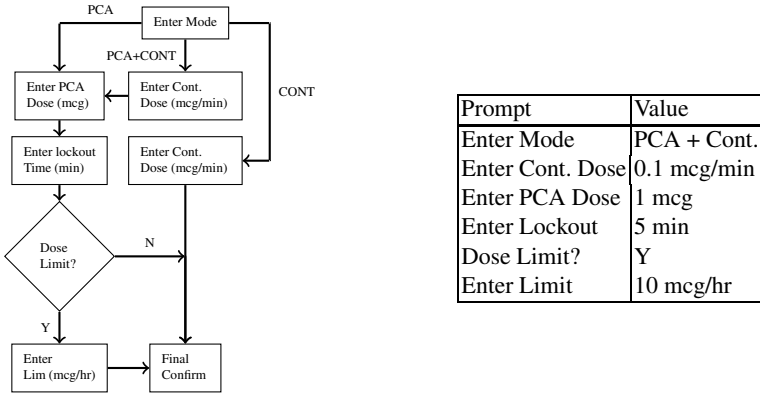 PCA
Enter Mode
PCA+CONT
Enter PCA
Dose (mcg)
Enter Cont.
Dose (mcg/min)
CONT
Enter lockout
Time (min)
Enter Cont.
Dose (mcg/min)
Dose
Limit?
N
Y
Enter
Lim (mcg/hr)
Final
Confirm
Prompt Value
Enter Mode PCA + Cont.
Enter Cont. Dose 0.1 mcg/min
Enter PCA Dose 1 mcg
Enter Lockout 5 min
Dose Limit? Y
Enter Limit 10 mcg/hr